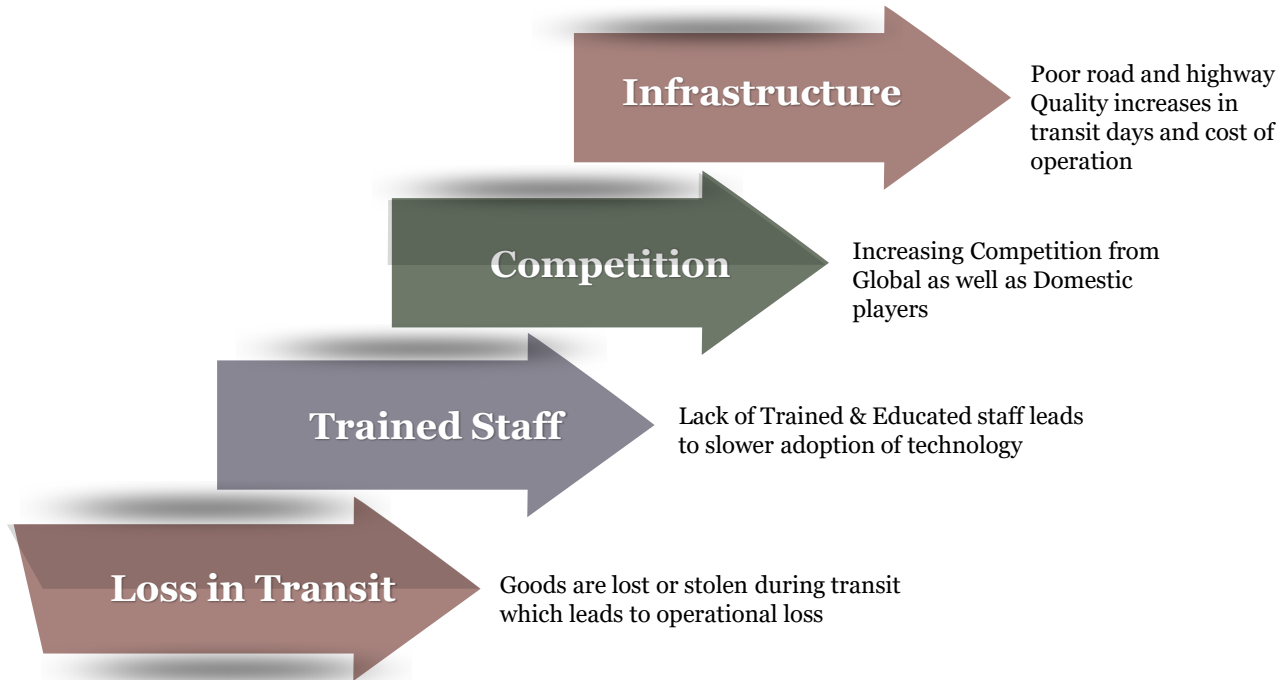 Infrastructure
Poor road and highway
Quality increases in
transit days and cost of
operation
Competition
Increasing Competition from
Global as well as Domestic
players
Trained Staff
Lack of Trained & Educated staff leads
to slower adoption of technology
Loss in Transit
Goods are lost or stolen during transit
which leads to operational loss